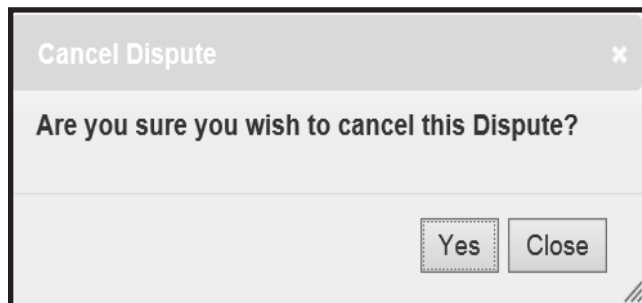 Cancel Dispute ×
Are you sure you wish to cancel this Dispute?
Yes Close